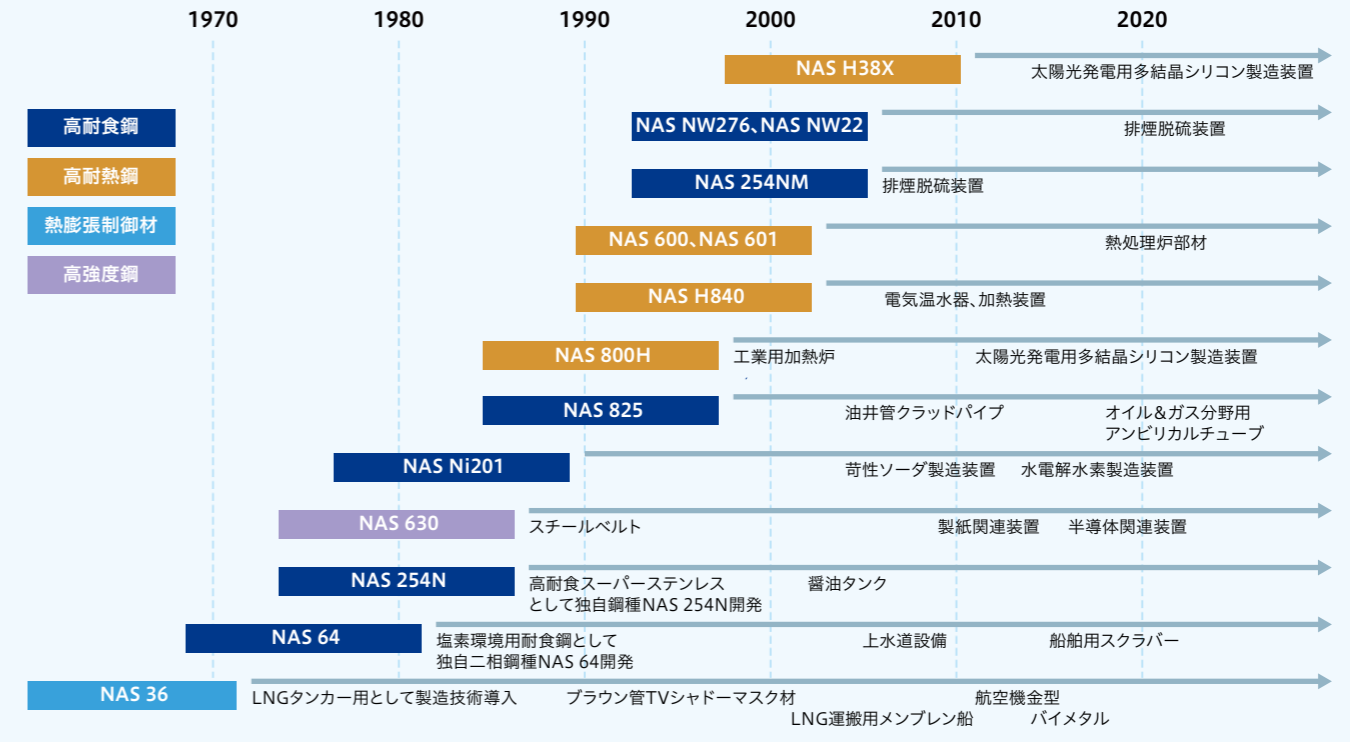 1970 1980 1990 2000 2010 2020
高耐食鋼
高耐熱鋼
熱膨張制御材
高強度鋼
NAS H38X
太陽光発電用多結晶シリコン製造装置
NAS NW276、NAS NW22
排煙脱硫装置
NAS 254NM
排煙脱硫装置
NAS 600、NAS 601
熱処理炉部材
NAS H840
電気温水器、加熱装置
NAS 800H
工業用加熱炉 太陽光発電用多結晶シリコン製造装置
NAS 825
油井管クラッドパイプ
オイル＆ガス分野用
アンビリカルチューブ
NAS Ni201
苛性ソーダ製造装置 水電解水素製造装置
NAS 630
スチールベルト 製紙関連装置 半導体関連装置
NAS 254N
高耐食スーパーステンレス
として独自鋼種NAS 254N開発
醤油タンク
NAS 64
塩素環境用耐食鋼として
独自二相鋼種NAS 64開発
上水道設備 船舶用スクラバー
NAS 36
LNGタンカー用として製造技術導入 ブラウン管TVシャドーマスク材 航空機金型
LNG運搬用メンブレン船 バイメタル